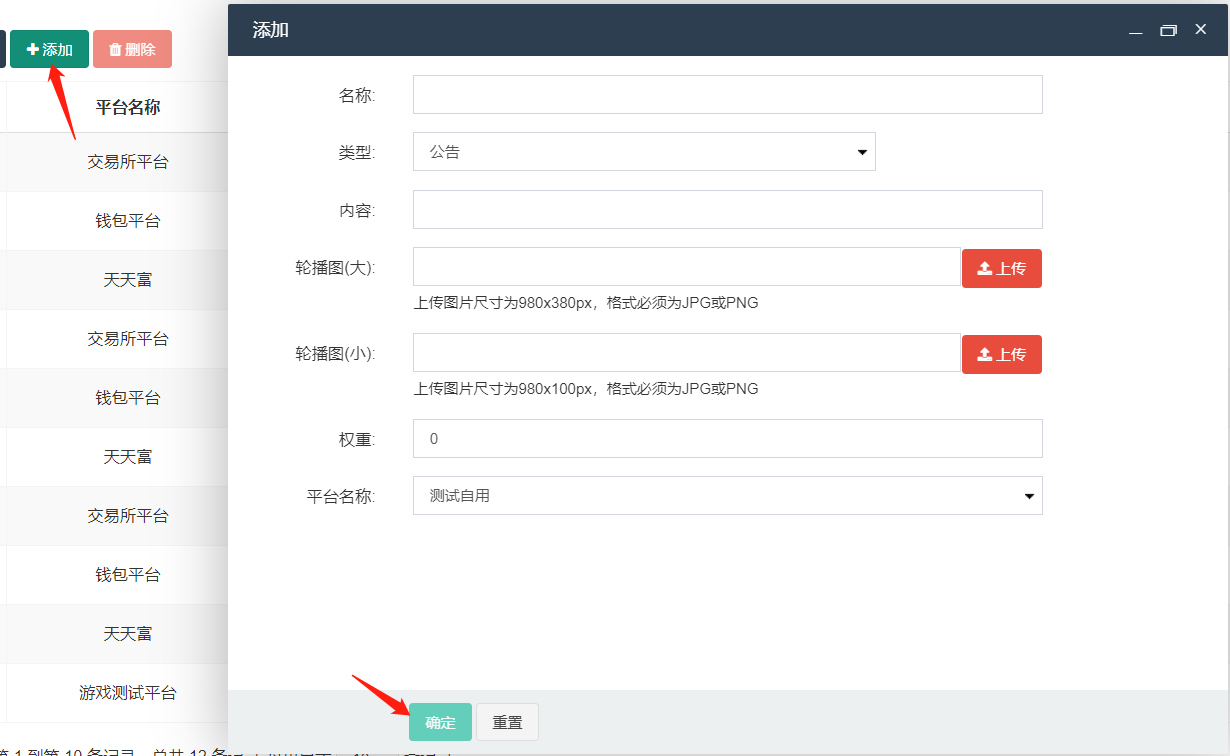 添加 删除
平台名称
交易所平台
钱包平台
天天富
交易所平台
钱包平台
天天富
交易所平台
钱包平台
天天富
游戏测试平台
添加
名称:
类型: 公告
内容:
轮播图(大): 上传
上传图片尺寸为980x380px，格式必须为JPG或PNG
轮播图(小): 上传
上传图片尺寸为980x100px，格式必须为JPG或PNG
权重: 0
平台名称: 测试自用
确定 重置